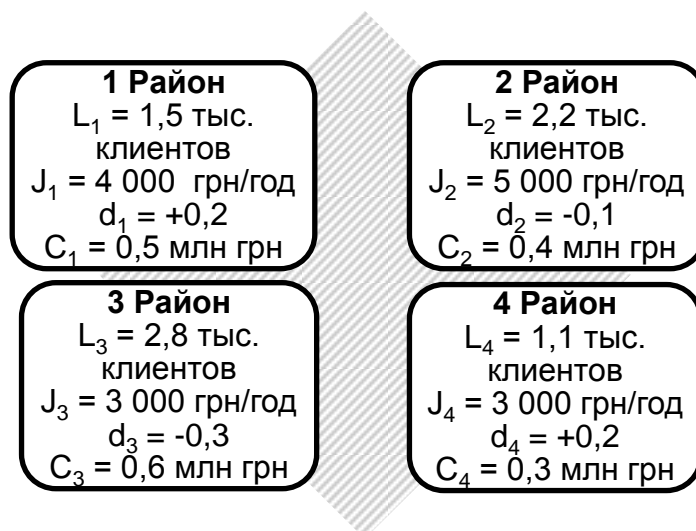 1 Район
L₁ = 1,5 тыс.
клиентов
J₁ = 4 000 грн/год
d₁ = +0,2
C₁ = 0,5 млн грн
2 Район
L₂ = 2,2 тыс.
клиентов
J₂ = 5 000 грн/год
d₂ = -0,1
C₂ = 0,4 млн грн
3 Район
L₃ = 2,8 тыс.
клиентов
J₃ = 3 000 грн/год
d₃ = -0,3
C₃ = 0,6 млн грн
4 Район
L₄ = 1,1 тыс.
клиентов
J₄ = 3 000 грн/год
d₄ = +0,2
C₄ = 0,3 млн грн